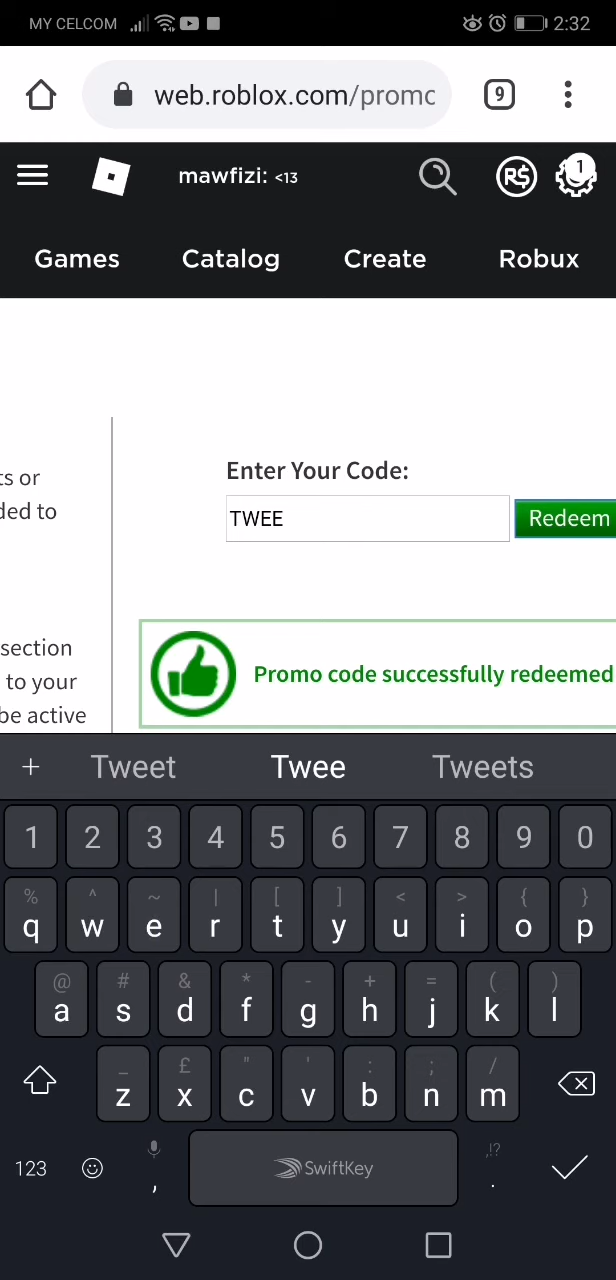 MY CELCOM 2:32
web.roblox.com/promc 9
mawfizi: <13 R$ 1
Games Catalog Create Robux
ts or
ded to
Enter Your Code:
TWEE Redeem
section
to your
be active
Promo code successfully redeemed
+ Tweet Twee Tweets
1 2 3 4 5 6 7 8 9 0
% ^ ~ | [ ] < > { }
q w e r t y u i o p
@ # & * - + = ( )
a s d f g h j k l
_ £ " ' : ; /
z x c v b n m
123 , SwiftKey ,!? .